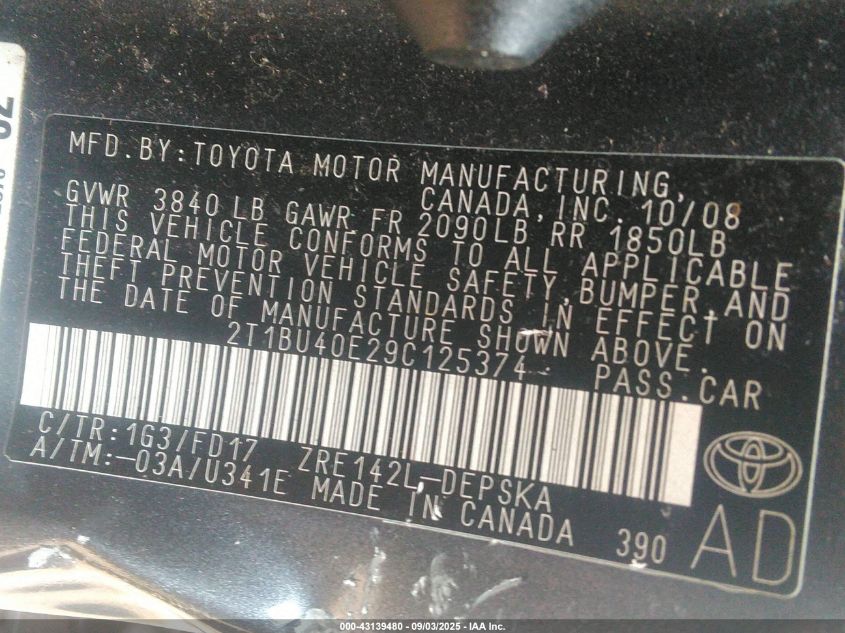 MFD.BY:TOYOTA MOTOR MANUFACTURING,
CANADA, INC. 10/08
GVWR 3840 LB GAWR FR 2090LB RR 1850LB
THIS VEHICLE CONFORMS TO ALL APPLICABLE
FEDERAL MOTOR VEHICLE SAFETY, BUMPER, AND
THEFT PREVENTION STANDARDS IN EFFECT ON
THE DATE OF MANUFACTURE SHOWN ABOVE.
2T1BU40E29C125374 PASS.CAR
C/TR:1G3/FD17 ZRE142L-DEPSKA
A/TM:-03A/U341E MADE IN CANADA 390
AD
000-43139480 - 09/03/2025 - IAA Inc.